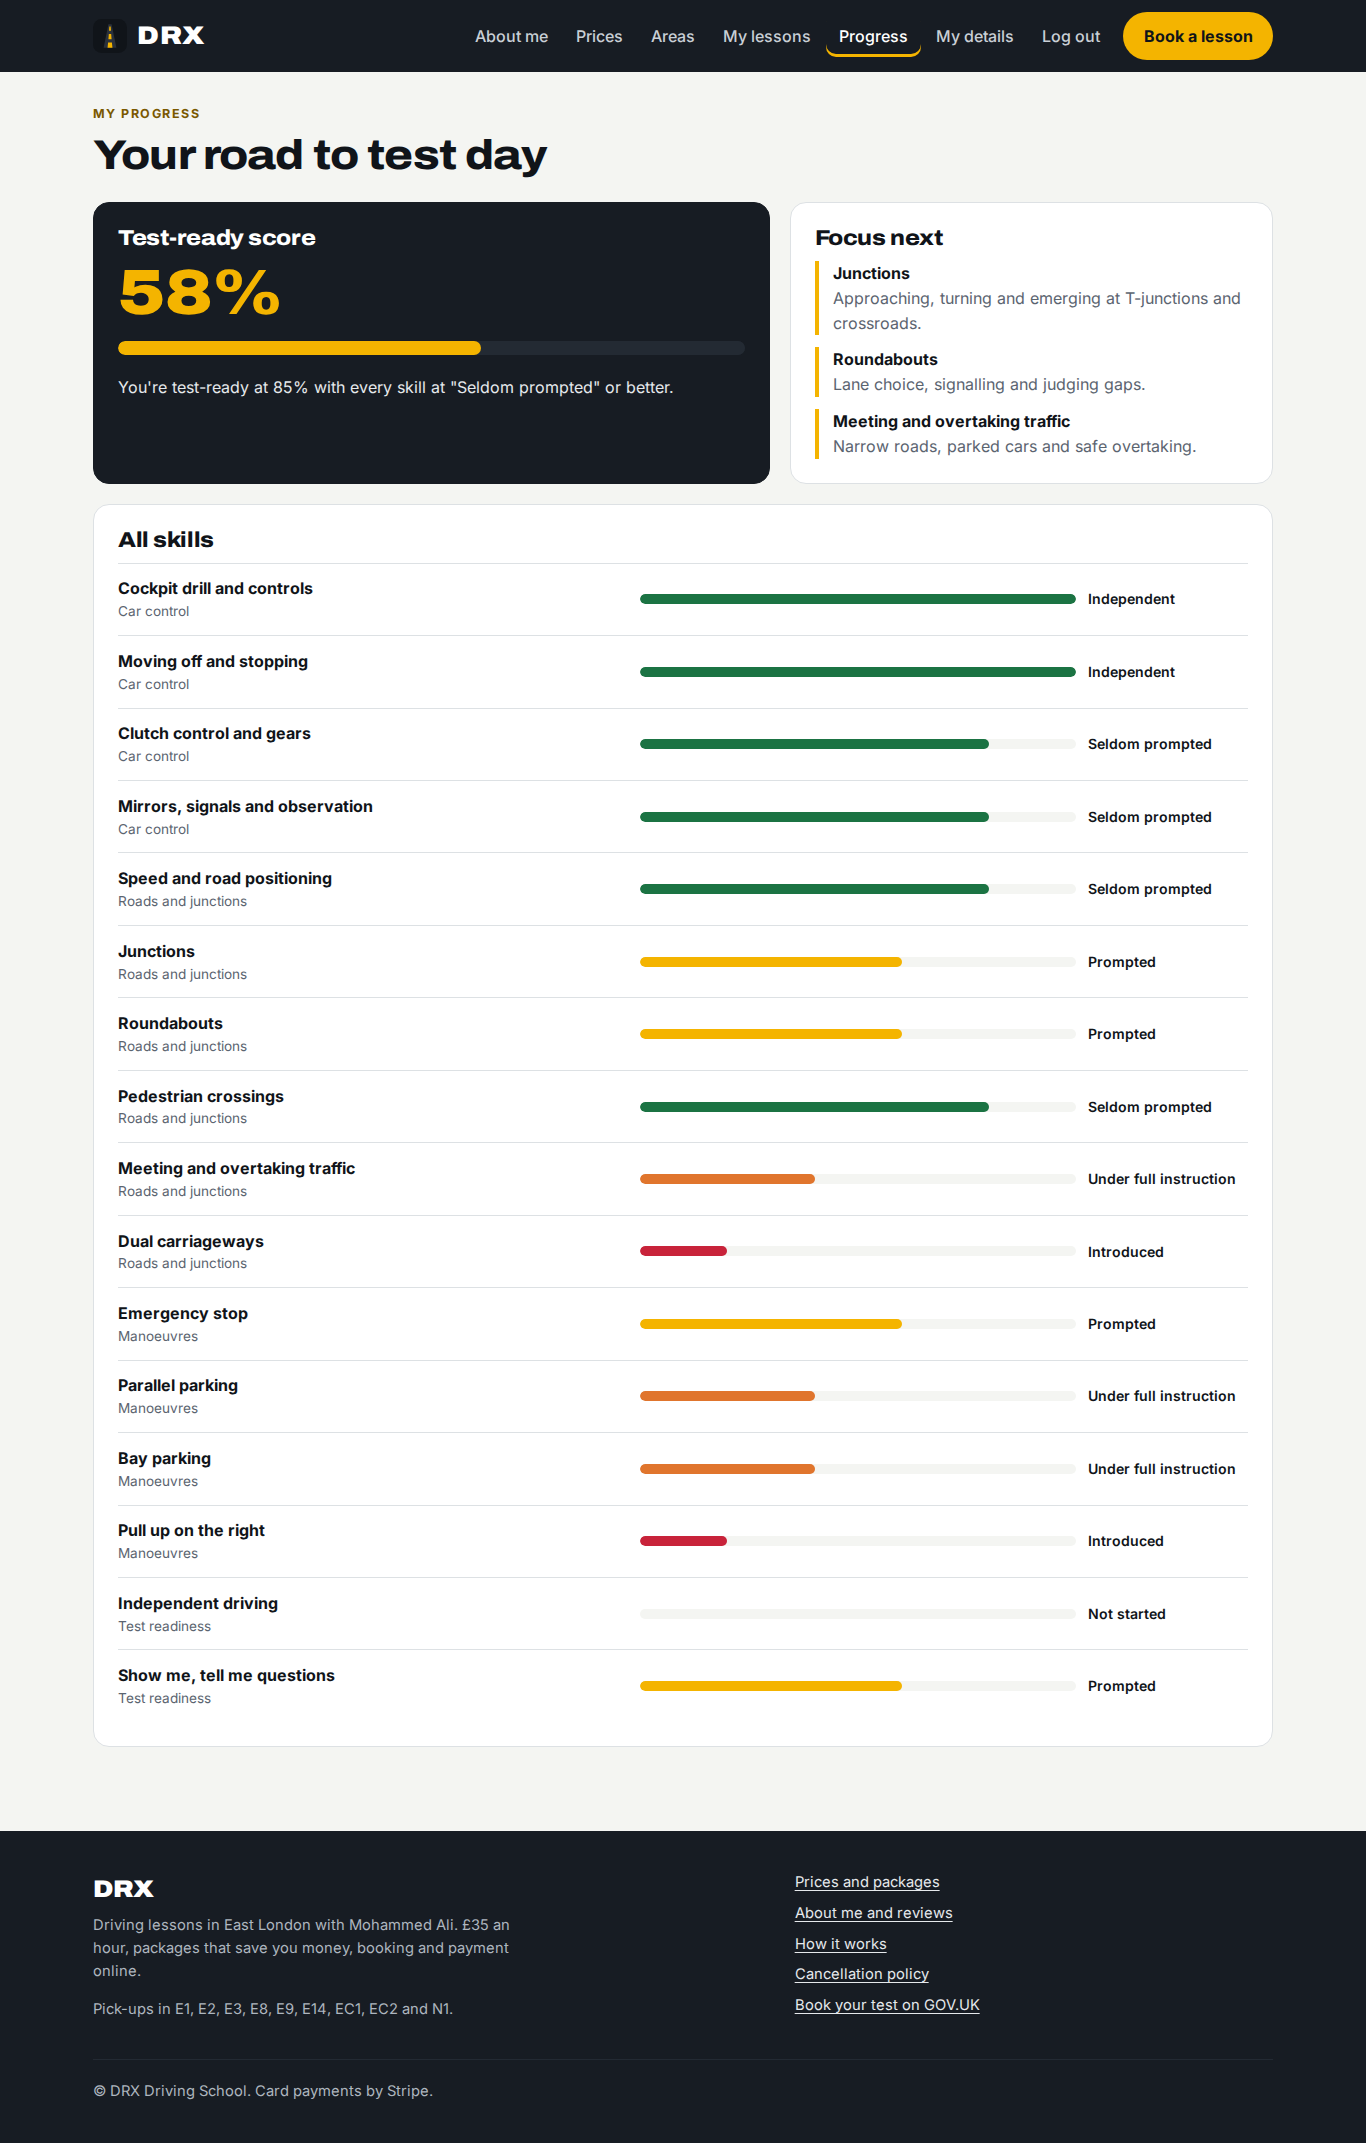 DRX
About me
Prices
Areas
My lessons
Progress
My details
Log out
Book a lesson
MY PROGRESS
Your road to test day
Test-ready score
58%
You're test-ready at 85% with every skill at "Seldom prompted" or better.
Focus next
Junctions
Approaching, turning and emerging at T-junctions and
crossroads.
Roundabouts
Lane choice, signalling and judging gaps.
Meeting and overtaking traffic
Narrow roads, parked cars and safe overtaking.
All skills
Cockpit drill and controls
Car control
Independent
Moving off and stopping
Car control
Independent
Clutch control and gears
Car control
Seldom prompted
Mirrors, signals and observation
Car control
Seldom prompted
Speed and road positioning
Roads and junctions
Seldom prompted
Junctions
Roads and junctions
Prompted
Roundabouts
Roads and junctions
Prompted
Pedestrian crossings
Roads and junctions
Seldom prompted
Meeting and overtaking traffic
Roads and junctions
Under full instruction
Dual carriageways
Roads and junctions
Introduced
Emergency stop
Manoeuvres
Prompted
Parallel parking
Manoeuvres
Under full instruction
Bay parking
Manoeuvres
Under full instruction
Pull up on the right
Manoeuvres
Introduced
Independent driving
Test readiness
Not started
Show me, tell me questions
Test readiness
Prompted
DRX
Driving lessons in East London with Mohammed Ali. £35 an
hour, packages that save you money, booking and payment
online.
Pick-ups in E1, E2, E3, E8, E9, E14, EC1, EC2 and N1.
Prices and packages
About me and reviews
How it works
Cancellation policy
Book your test on GOV.UK
© DRX Driving School. Card payments by Stripe.